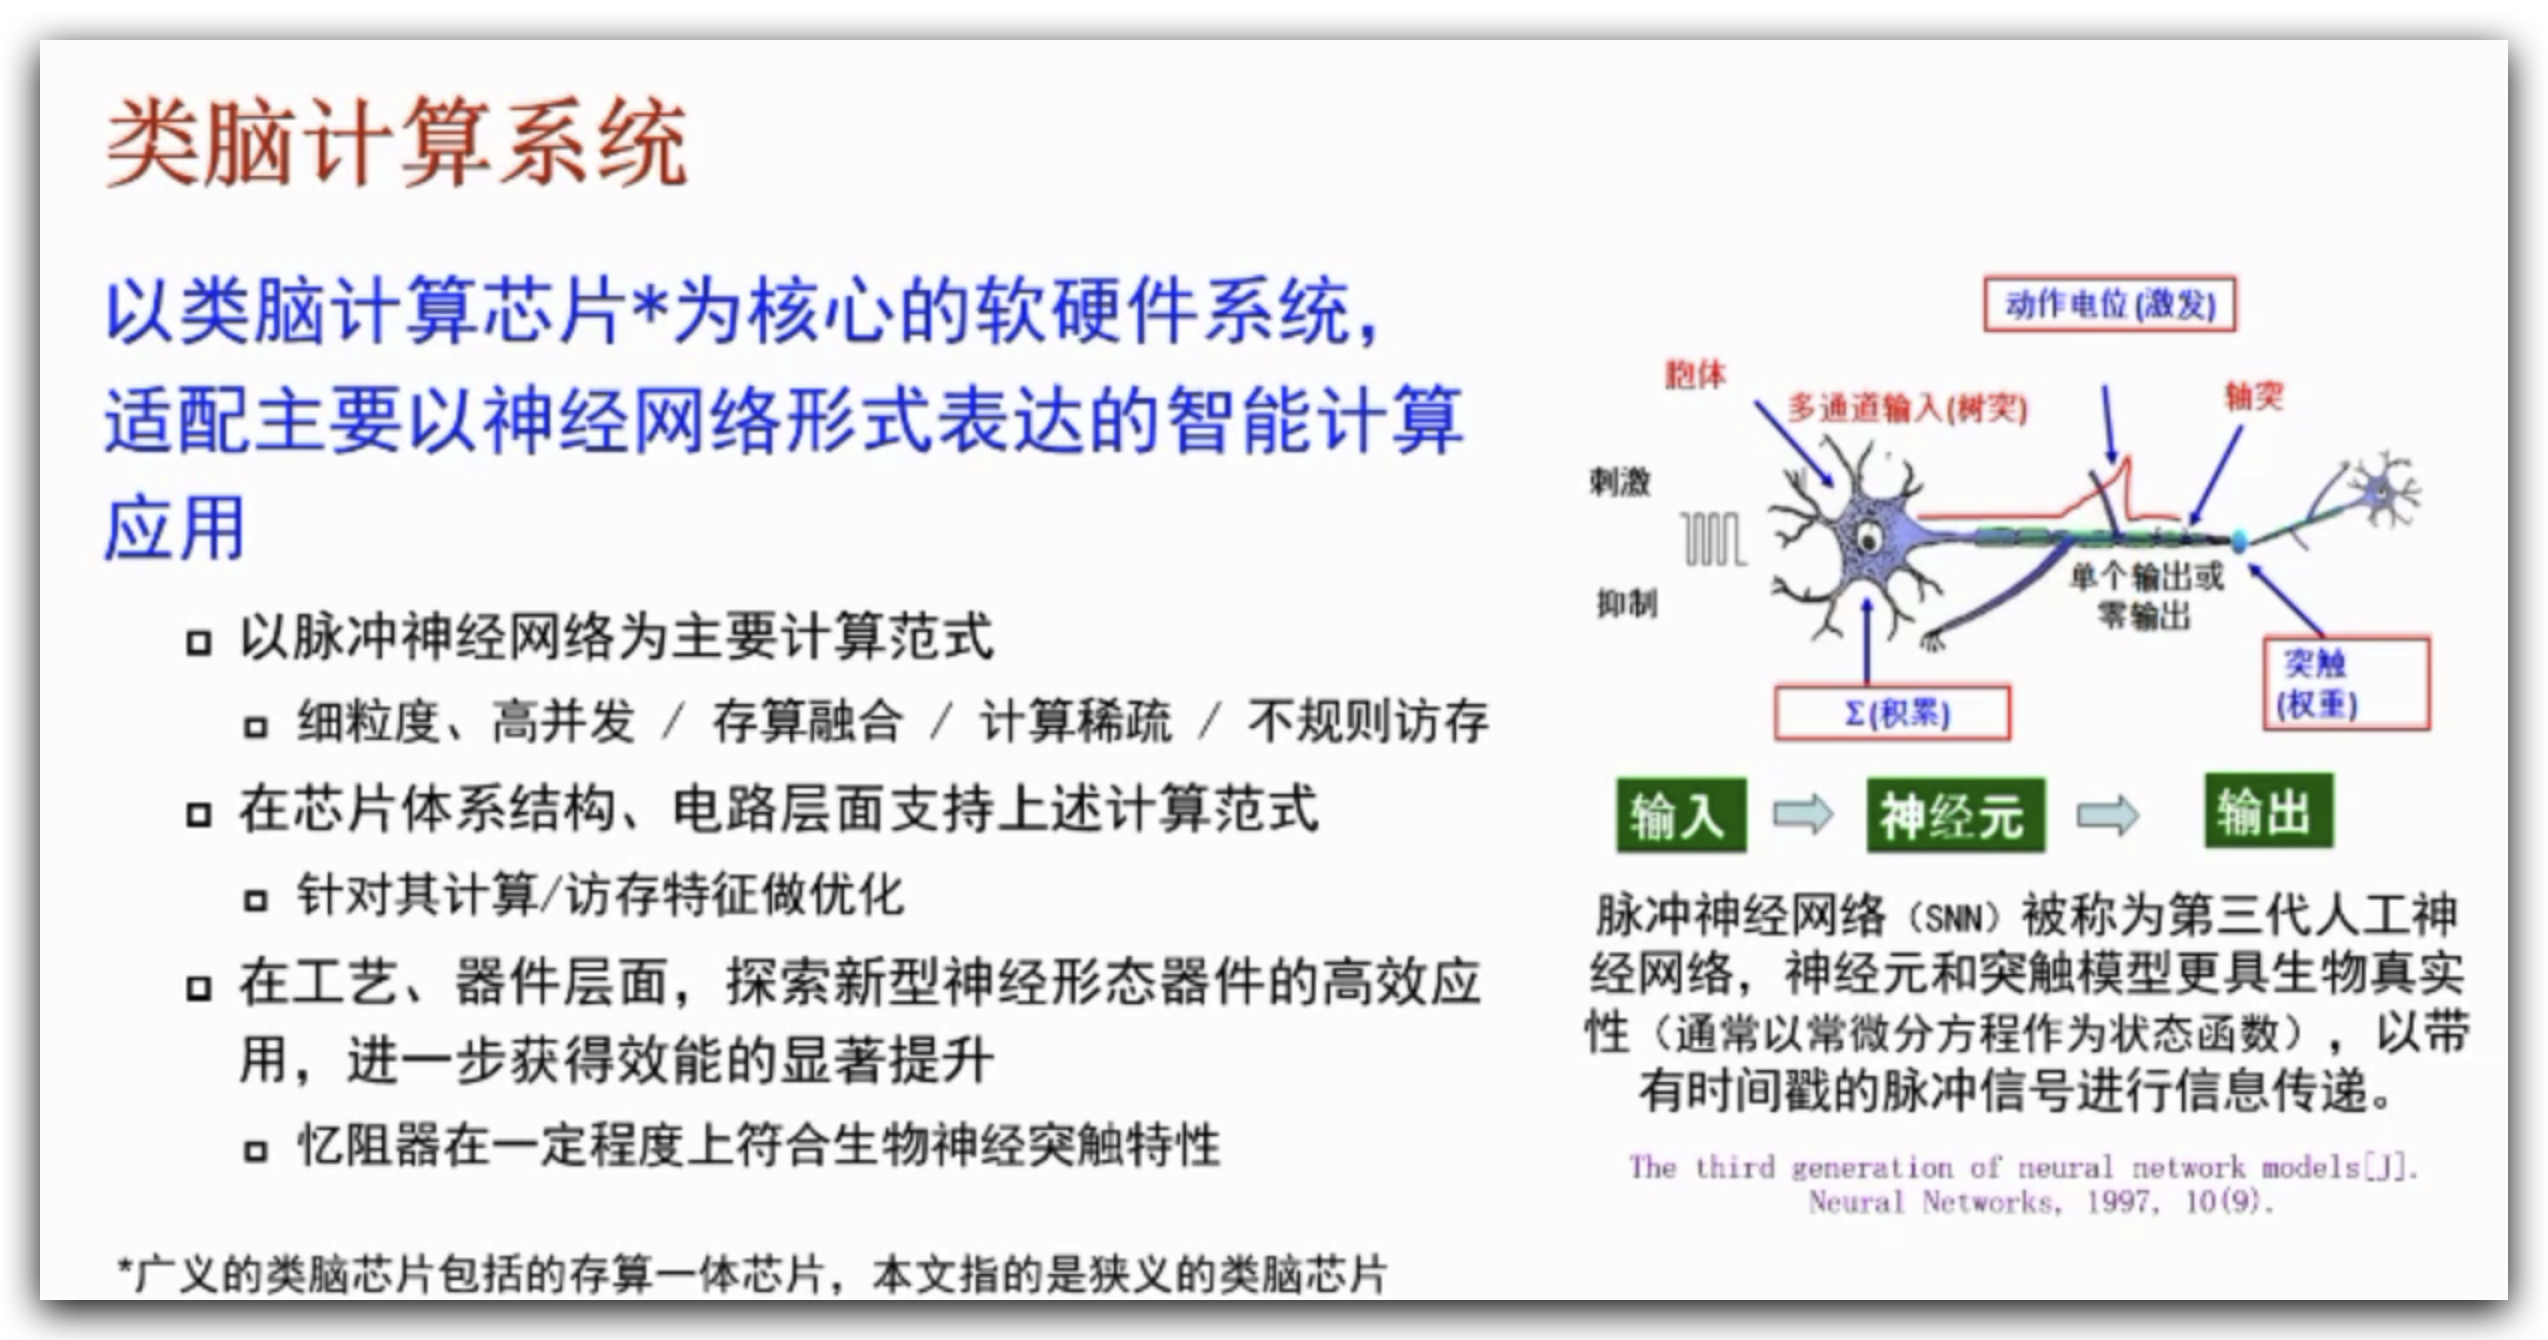 类脑计算系统
以类脑计算芯片*为核心的软硬件系统，
适配主要以神经网络形式表达的智能计算
应用
以脉冲神经网络为主要计算范式
细粒度、高并发 / 存算融合 / 计算稀疏 / 不规则访存
在芯片体系结构、电路层面支持上述计算范式
针对其计算/访存特征做优化
在工艺、器件层面，探索新型神经形态器件的高效应
用，进一步获得效能的显著提升
忆阻器在一定程度上符合生物神经突触特性
*广义的类脑芯片包括的存算一体芯片，本文指的是狭义的类脑芯片
动作电位(激发)
胞体
多通道输入(树突)
轴突
刺激
抑制
单个输出或
零输出
突触
(权重)
Σ(积累)
输入
神经元
输出
脉冲神经网络（SNN）被称为第三代人工神
经网络，神经元和突触模型更具生物真实
性（通常以常微分方程作为状态函数），以带
有时间戳的脉冲信号进行信息传递。
The third generation of neural network models[J].
Neural Networks, 1997, 10(9).